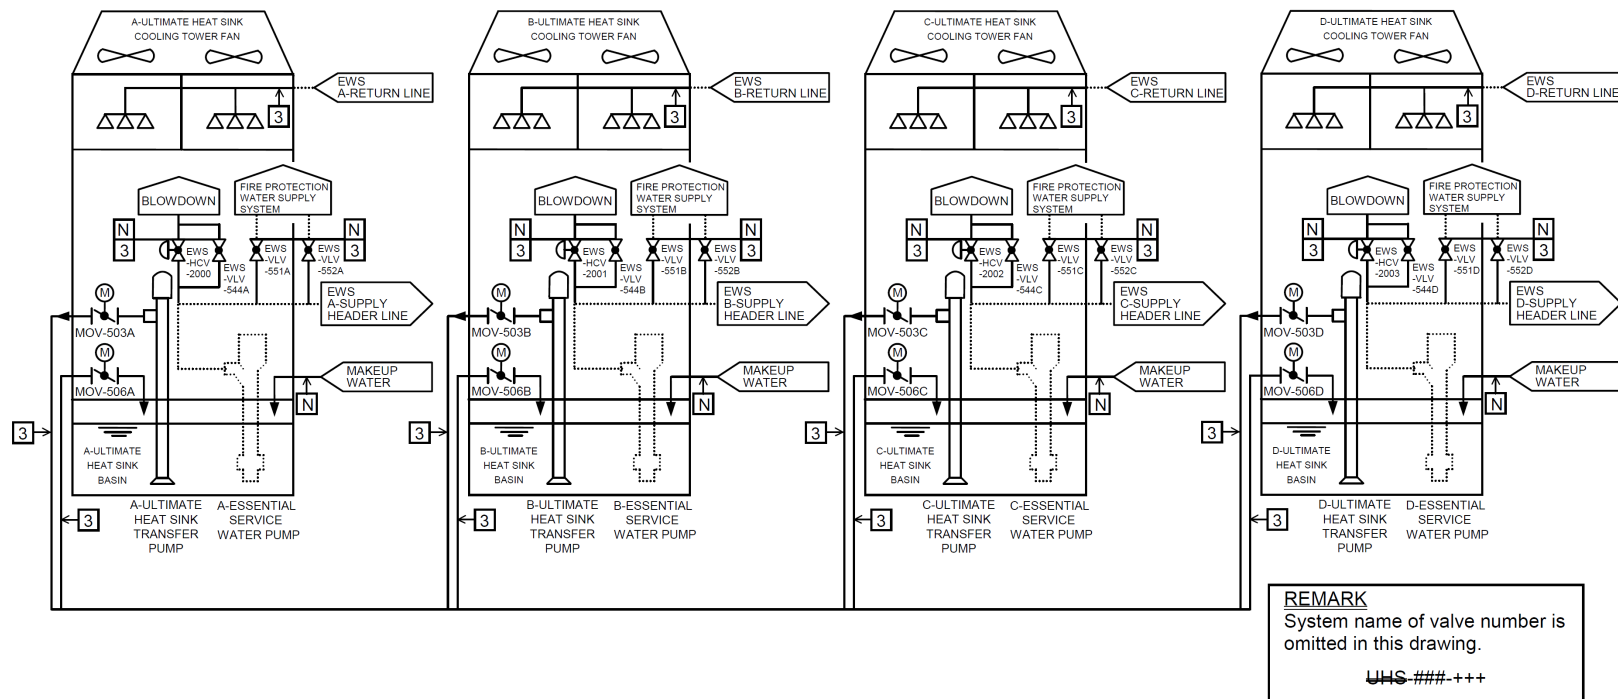 A-ULTIMATE HEAT SINK
COOLING TOWER FAN
EWS
A-RETURN LINE
3
BLOWDOWN
FIRE PROTECTION
WATER SUPPLY
SYSTEM
N
3
EWS
-HCV
-2000
EWS
-VLV
-544A
EWS
-VLV
-551A
EWS
-VLV
-552A
N
3
EWS
A-SUPPLY
HEADER LINE
M
MOV-503A
M
MOV-506A
MAKEUP
WATER
N
3
A-ULTIMATE
HEAT SINK
BASIN
3
A-ULTIMATE
HEAT SINK
TRANSFER
PUMP
A-ESSENTIAL
SERVICE
WATER PUMP
B-ULTIMATE HEAT SINK
COOLING TOWER FAN
EWS
B-RETURN LINE
3
BLOWDOWN
FIRE PROTECTION
WATER SUPPLY
SYSTEM
N
3
EWS
-HCV
-2001
EWS
-VLV
-544B
EWS
-VLV
-551B
EWS
-VLV
-552B
N
3
EWS
B-SUPPLY
HEADER LINE
M
MOV-503B
M
MOV-506B
MAKEUP
WATER
N
3
B-ULTIMATE
HEAT SINK
BASIN
3
B-ULTIMATE
HEAT SINK
TRANSFER
PUMP
B-ESSENTIAL
SERVICE
WATER PUMP
C-ULTIMATE HEAT SINK
COOLING TOWER FAN
EWS
C-RETURN LINE
3
BLOWDOWN
FIRE PROTECTION
WATER SUPPLY
SYSTEM
N
3
EWS
-HCV
-2002
EWS
-VLV
-544C
EWS
-VLV
-551C
EWS
-VLV
-552C
N
3
EWS
C-SUPPLY
HEADER LINE
M
MOV-503C
M
MOV-506C
MAKEUP
WATER
N
3
C-ULTIMATE
HEAT SINK
BASIN
3
C-ULTIMATE
HEAT SINK
TRANSFER
PUMP
C-ESSENTIAL
SERVICE
WATER PUMP
D-ULTIMATE HEAT SINK
COOLING TOWER FAN
EWS
D-RETURN LINE
3
BLOWDOWN
FIRE PROTECTION
WATER SUPPLY
SYSTEM
N
3
EWS
-HCV
-2003
EWS
-VLV
-544D
EWS
-VLV
-551D
EWS
-VLV
-552D
N
3
EWS
D-SUPPLY
HEADER LINE
M
MOV-503D
M
MOV-506D
MAKEUP
WATER
N
3
D-ULTIMATE
HEAT SINK
BASIN
3
D-ULTIMATE
HEAT SINK
TRANSFER
PUMP
D-ESSENTIAL
SERVICE
WATER PUMP
REMARK
System name of valve number is
omitted in this drawing.
UHS-###-+++